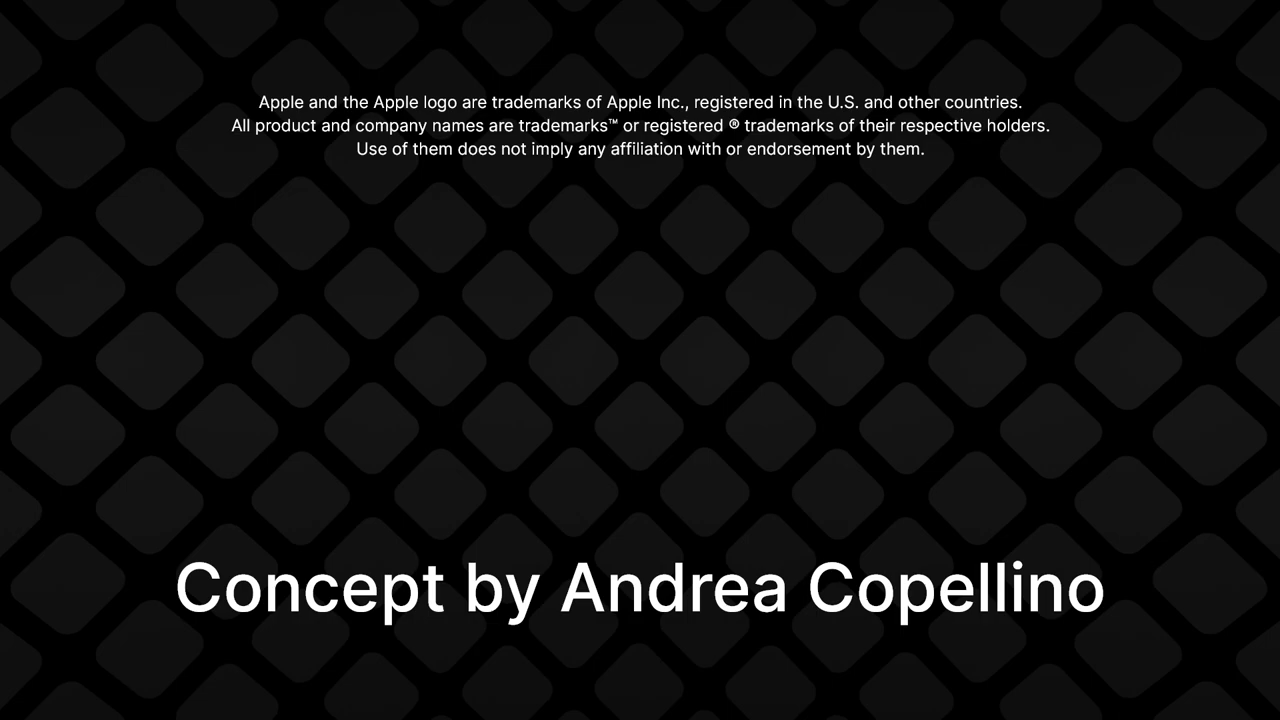 Apple and the Apple logo are trademarks of Apple Inc., registered in the U.S. and other countries.
All product and company names are trademarks™ or registered ® trademarks of their respective holders.
Use of them does not imply any affiliation with or endorsement by them.
Concept by Andrea Copellino